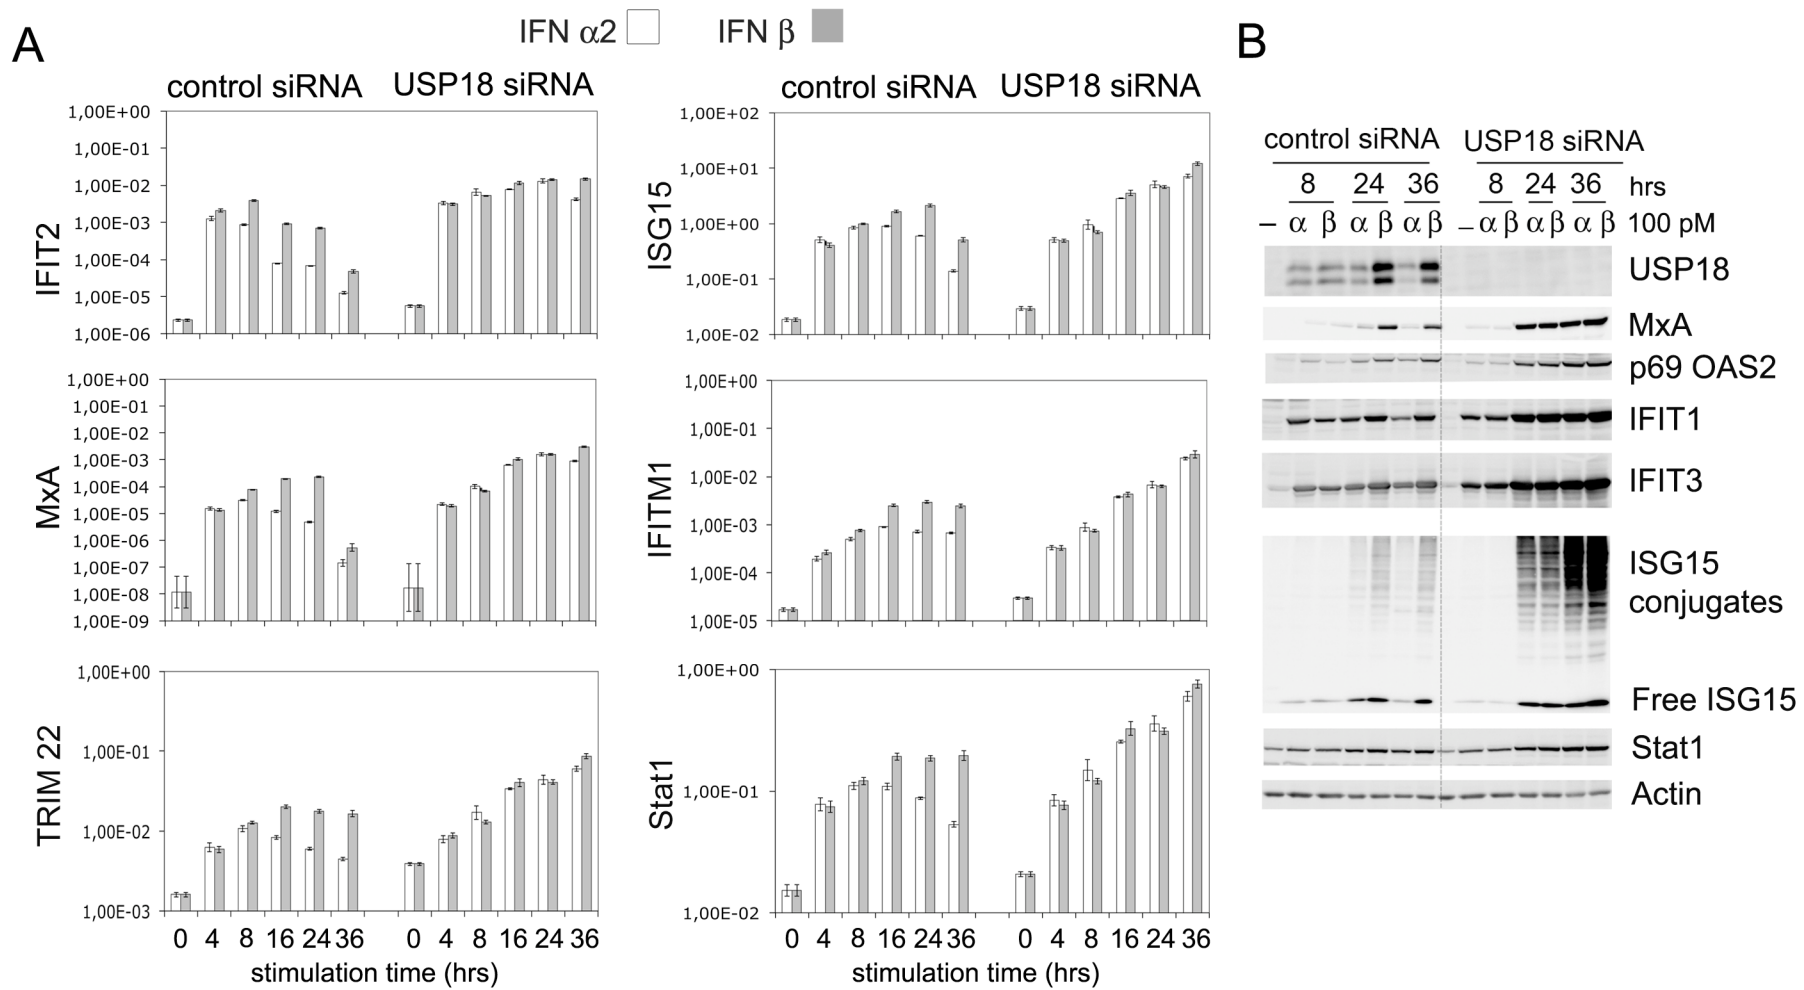 A
IFN α2
IFN β
B
control siRNA USP18 siRNA
IFIT2
1,00E+00
1,00E-01
1,00E-02
1,00E-03
1,00E-04
1,00E-05
1,00E-06
control siRNA USP18 siRNA
ISG15
1,00E+02
1,00E+01
1,00E+00
1,00E-01
1,00E-02
MxA
1,00E+00
1,00E-01
1,00E-02
1,00E-03
1,00E-04
1,00E-05
1,00E-06
1,00E-07
1,00E-08
1,00E-09
IFITM1
1,00E+00
1,00E-01
1,00E-02
1,00E-03
1,00E-04
1,00E-05
TRIM 22
1,00E+00
1,00E-01
1,00E-02
1,00E-03
0 4 8 16 24 36 0 4 8 16 24 36
stimulation time (hrs)
Stat1
1,00E+00
1,00E-01
1,00E-02
0 4 8 16 24 36 0 4 8 16 24 36
stimulation time (hrs)
control siRNA USP18 siRNA
8 24 36 8 24 36 hrs
– α β α β α β – α β α β α β 100 pM
USP18
MxA
p69 OAS2
IFIT1
IFIT3
ISG15
conjugates
Free ISG15
Stat1
Actin